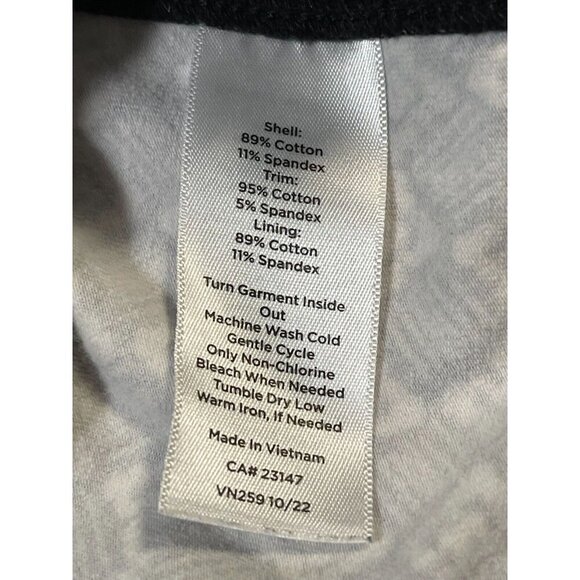 Shell:
89% Cotton
11% Spandex
Trim:
95% Cotton
5% Spandex
Lining:
89% Cotton
11% Spandex
Turn Garment Inside
Out
Machine Wash Cold
Gentle Cycle
Only Non-Chlorine
Bleach When Needed
Tumble Dry Low
Warm Iron, If Needed
Made In Vietnam
CA# 23147
VN259 10/22